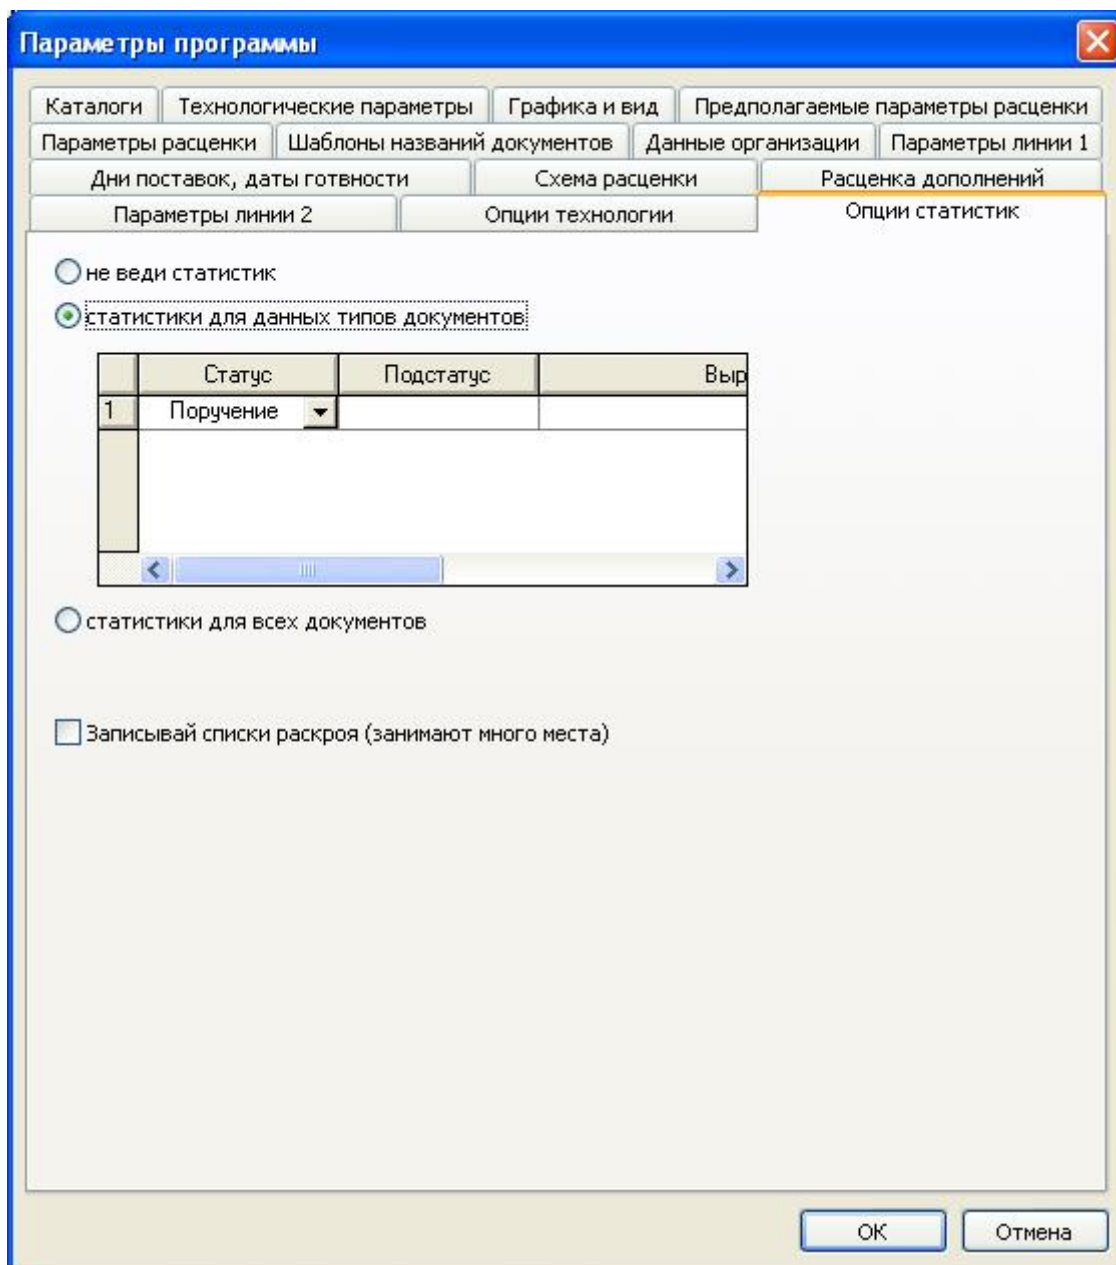 Параметры программы
Каталоги Технологические параметры Графика и вид Предполагаемые параметры расценки
Параметры расценки Шаблоны названий документов Данные организации Параметры линии 1
Дни поставок, даты готвности Схема расценки Расценка дополнений
Параметры линии 2 Опции технологии Опции статистик
не веди статистик
статистики для данных типов документов
Статус Подстатус Выр
1 Поручение
статистики для всех документов
Записывай списки раскроя (занимают много места)
OK Отмена